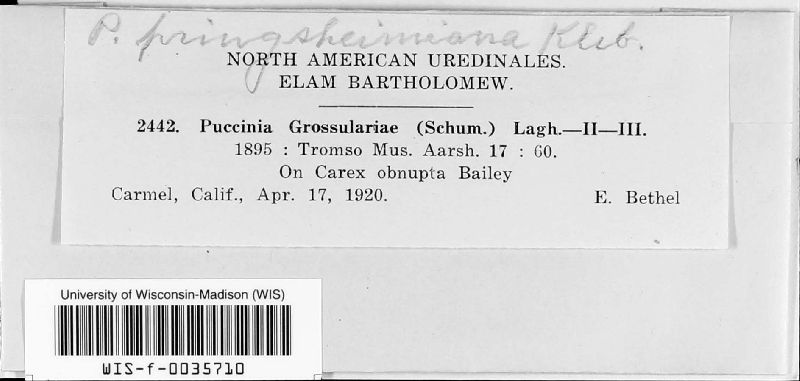 P. pringsheimiana Kleb.
NORTH AMERICAN UREDINALES.
ELAM BARTHOLOMEW.
2442. Puccinia Grossulariae (Schum.) Lagh.—II—III.
1895 : Tromso Mus. Aarsh. 17 : 60.
On Carex obnupta Bailey
Carmel, Calif., Apr. 17, 1920. E. Bethel
University of Wisconsin-Madison (WIS)
WIS-f-0035710